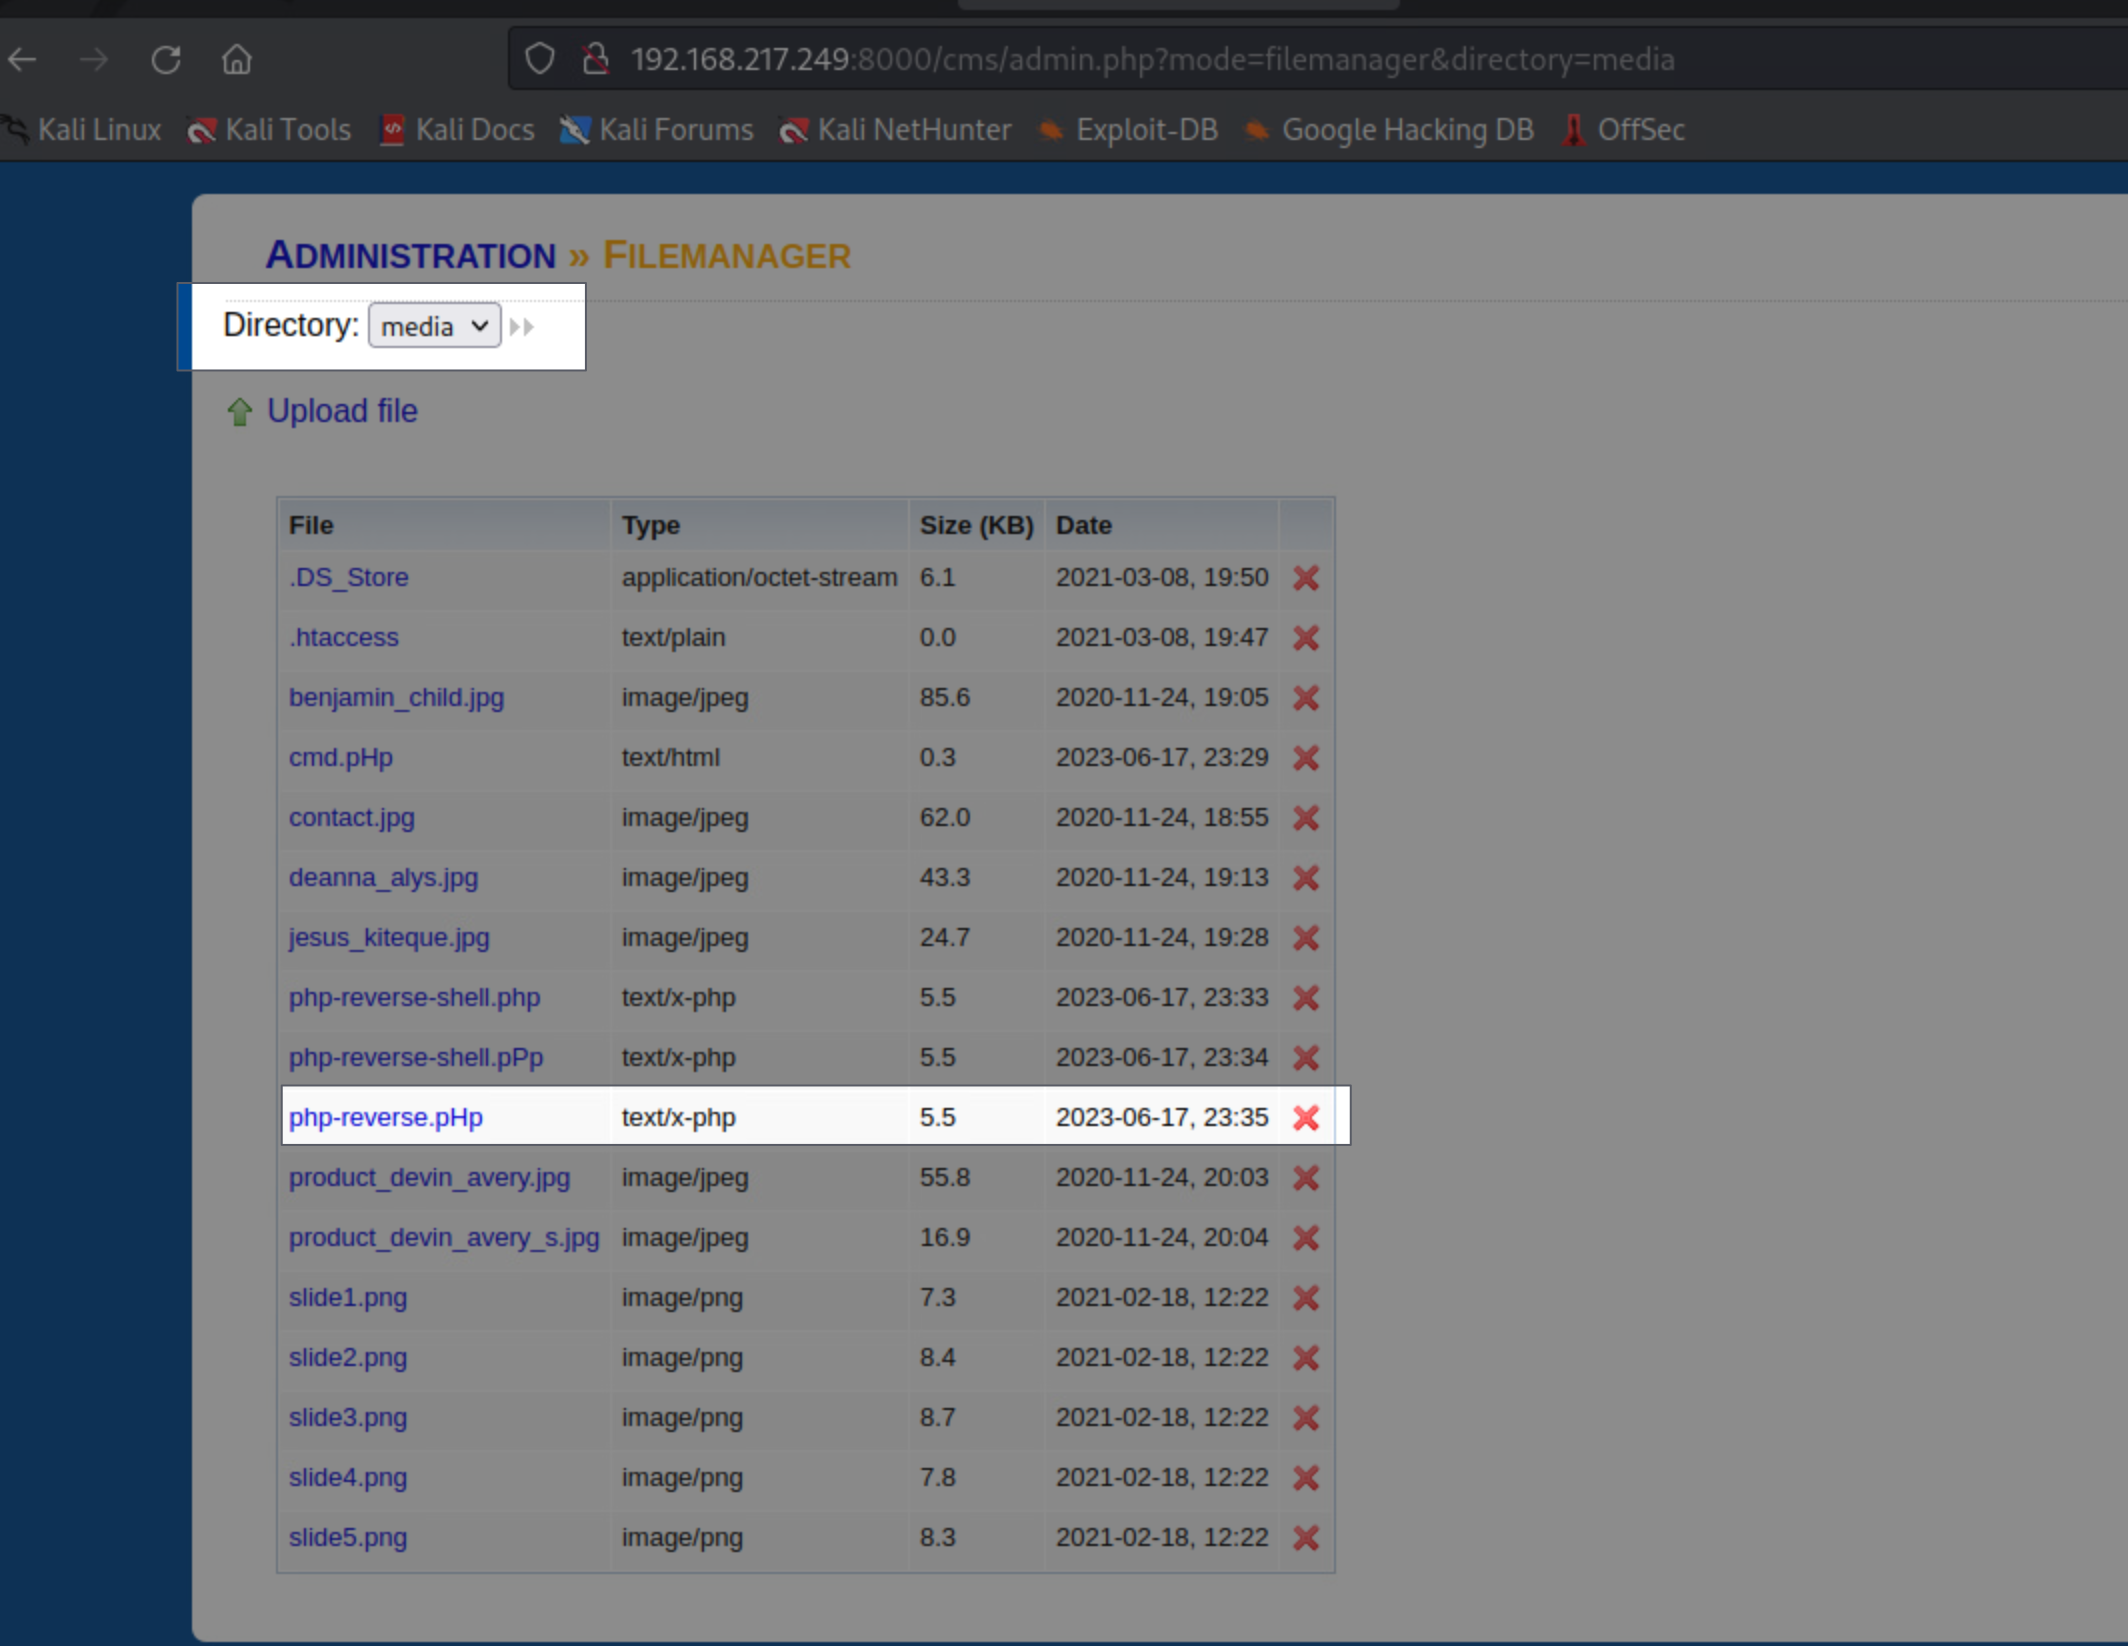 192.168.217.249:8000/cms/admin.php?mode=filemanager&directory=media
Kali Linux Kali Tools Kali Docs Kali Forums Kali NetHunter Exploit-DB Google Hacking DB OffSec
ADMINISTRATION » FILEMANAGER
Directory: media
Upload file
File Type Size (KB) Date
.DS_Store application/octet-stream 6.1 2021-03-08, 19:50
.htaccess text/plain 0.0 2021-03-08, 19:47
benjamin_child.jpg image/jpeg 85.6 2020-11-24, 19:05
cmd.pHp text/html 0.3 2023-06-17, 23:29
contact.jpg image/jpeg 62.0 2020-11-24, 18:55
deanna_alys.jpg image/jpeg 43.3 2020-11-24, 19:13
jesus_kiteque.jpg image/jpeg 24.7 2020-11-24, 19:28
php-reverse-shell.php text/x-php 5.5 2023-06-17, 23:33
php-reverse-shell.pPp text/x-php 5.5 2023-06-17, 23:34
php-reverse.pHp text/x-php 5.5 2023-06-17, 23:35
product_devin_avery.jpg image/jpeg 55.8 2020-11-24, 20:03
product_devin_avery_s.jpg image/jpeg 16.9 2020-11-24, 20:04
slide1.png image/png 7.3 2021-02-18, 12:22
slide2.png image/png 8.4 2021-02-18, 12:22
slide3.png image/png 8.7 2021-02-18, 12:22
slide4.png image/png 7.8 2021-02-18, 12:22
slide5.png image/png 8.3 2021-02-18, 12:22